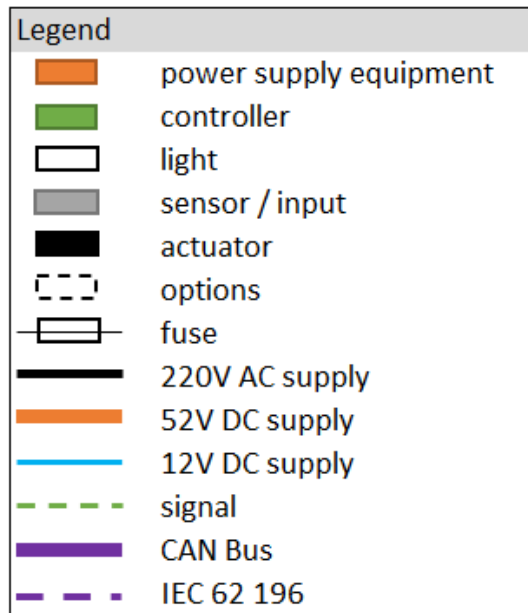 Legend
power supply equipment
controller
light
sensor / input
actuator
options
fuse
220V AC supply
52V DC supply
12V DC supply
signal
CAN Bus
IEC 62 196